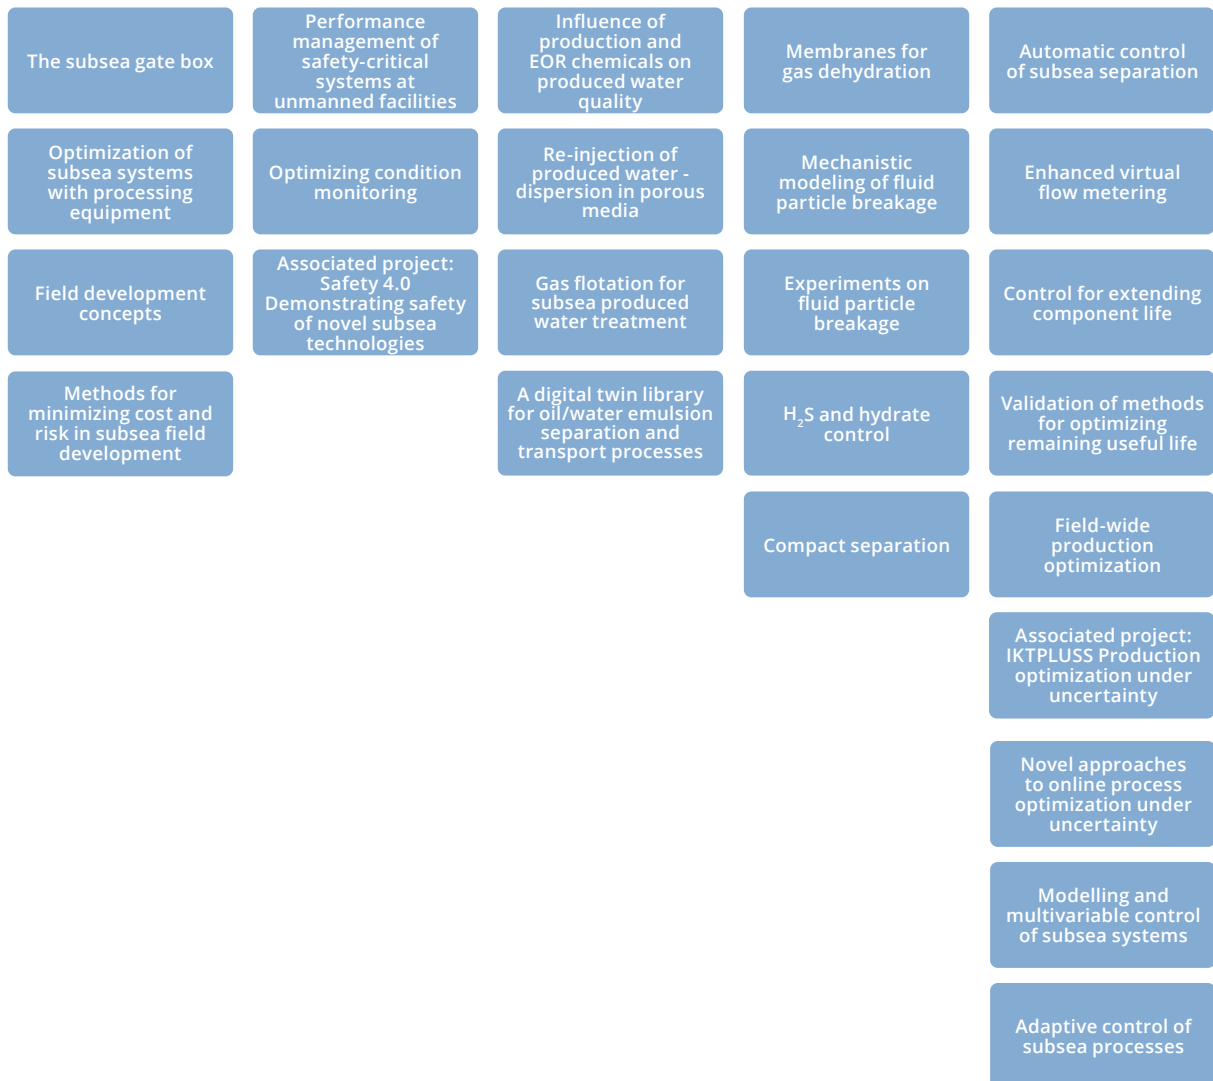 The subsea gate box
Optimization of
subsea systems
with processing
equipment
Field development
concepts
Methods for
minimizing cost and
risk in subsea field
development
Performance
management of
safety-critical
systems at
unmanned facilities
Optimizing condition
monitoring
Associated project:
Safety 4.0
Demonstrating safety
of novel subsea
technologies
Influence of
production and
EOR chemicals on
produced water
quality
Re-injection of
produced water -
dispersion in porous
media
Gas flotation for
subsea produced
water treatment
A digital twin library
for oil/water emulsion
separation and
transport processes
Membranes for
gas dehydration
Mechanistic
modeling of fluid
particle breakage
Experiments on
fluid particle
breakage
H₂S and hydrate
control
Compact separation
Automatic control
of subsea separation
Enhanced virtual
flow metering
Control for extending
component life
Validation of methods
for optimizing
remaining useful life
Field-wide
production
optimization
Associated project:
IKTPLUSS Production
optimization under
uncertainty
Novel approaches
to online process
optimization under
uncertainty
Modelling and
multivariable control
of subsea systems
Adaptive control of
subsea processes